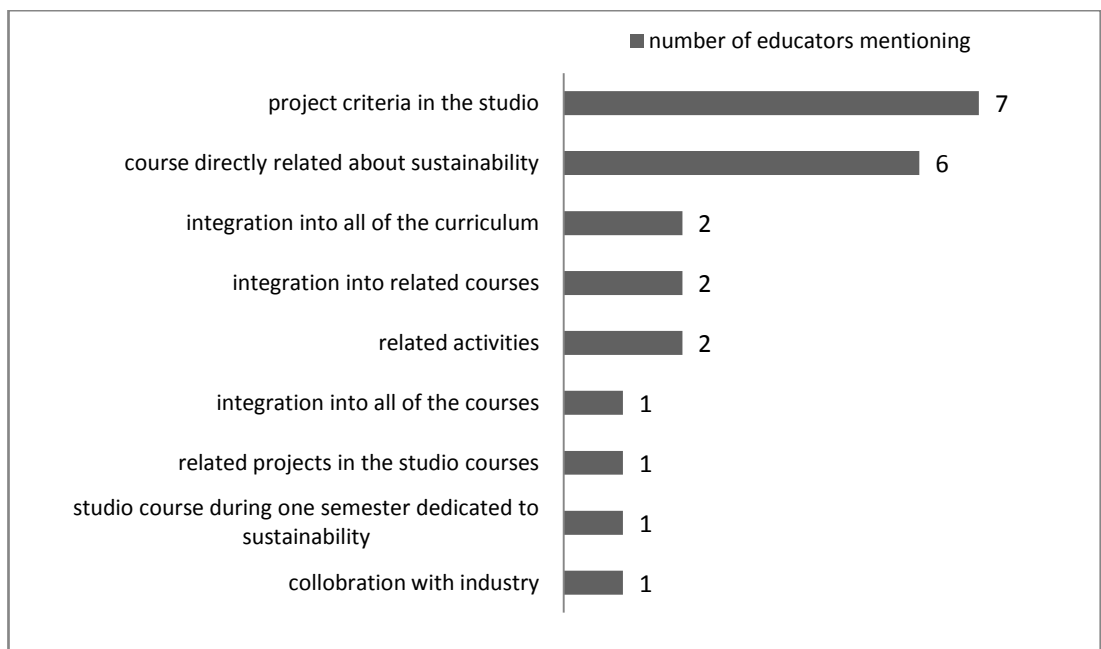 number of educators mentioning
project criteria in the studio 7
course directly related about sustainability 6
integration into all of the curriculum 2
integration into related courses 2
related activities 2
integration into all of the courses 1
related projects in the studio courses 1
studio course during one semester dedicated to
sustainability 1
collobration with industry 1